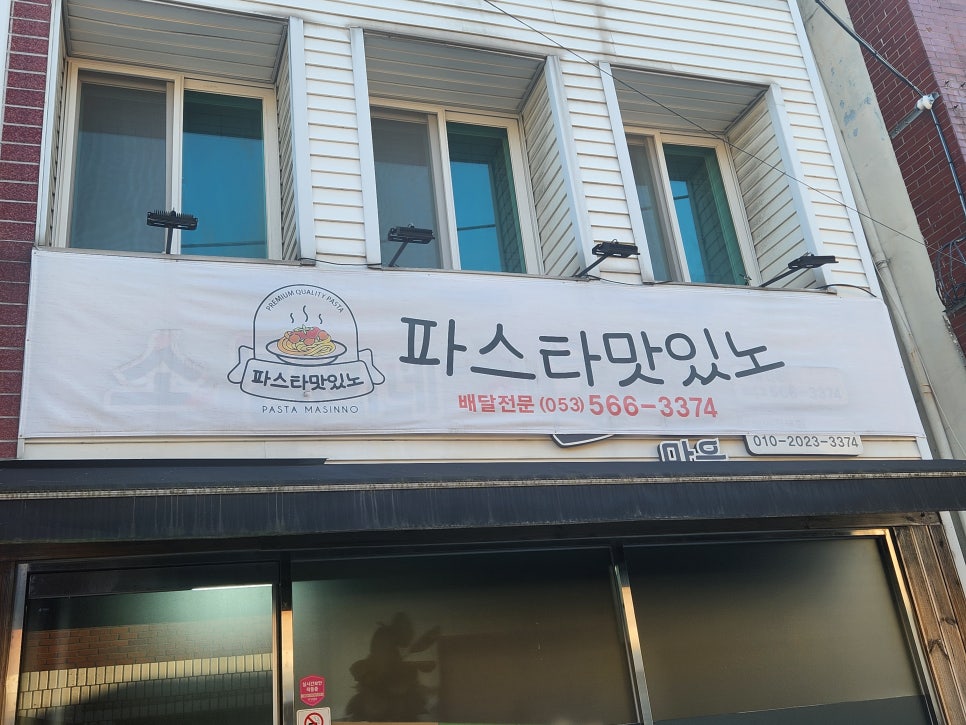 PREMIUM QUALITY PASTA
파스타맛있노
PASTA MASINNO
파스타맛있노
배달전문 (053) 566-3374
010-2023-3374